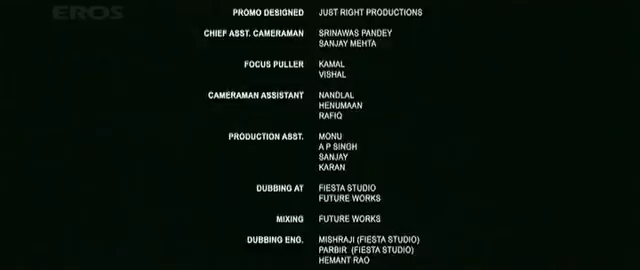 EROS
PROMO DESIGNED JUST RIGHT PRODUCTIONS
CHIEF ASST. CAMERAMAN SRINAWAS PANDEY
SANJAY MEHTA
FOCUS PULLER KAMAL
VISHAL
CAMERAMAN ASSISTANT NANDLAL
HENUMAAN
RAFIQ
PRODUCTION ASST. MONU
A P SINGH
SANJAY
KARAN
DUBBING AT FIESTA STUDIO
FUTURE WORKS
MIXING FUTURE WORKS
DUBBING ENG. MISHRAJI (FIESTA STUDIO)
PARBIR (FIESTA STUDIO)
HEMANT RAO